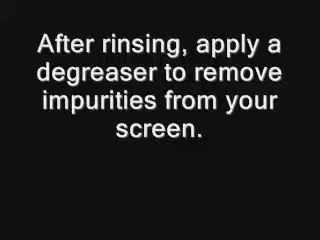 After rinsing, apply a
degreaser to remove
impurities from your
screen.